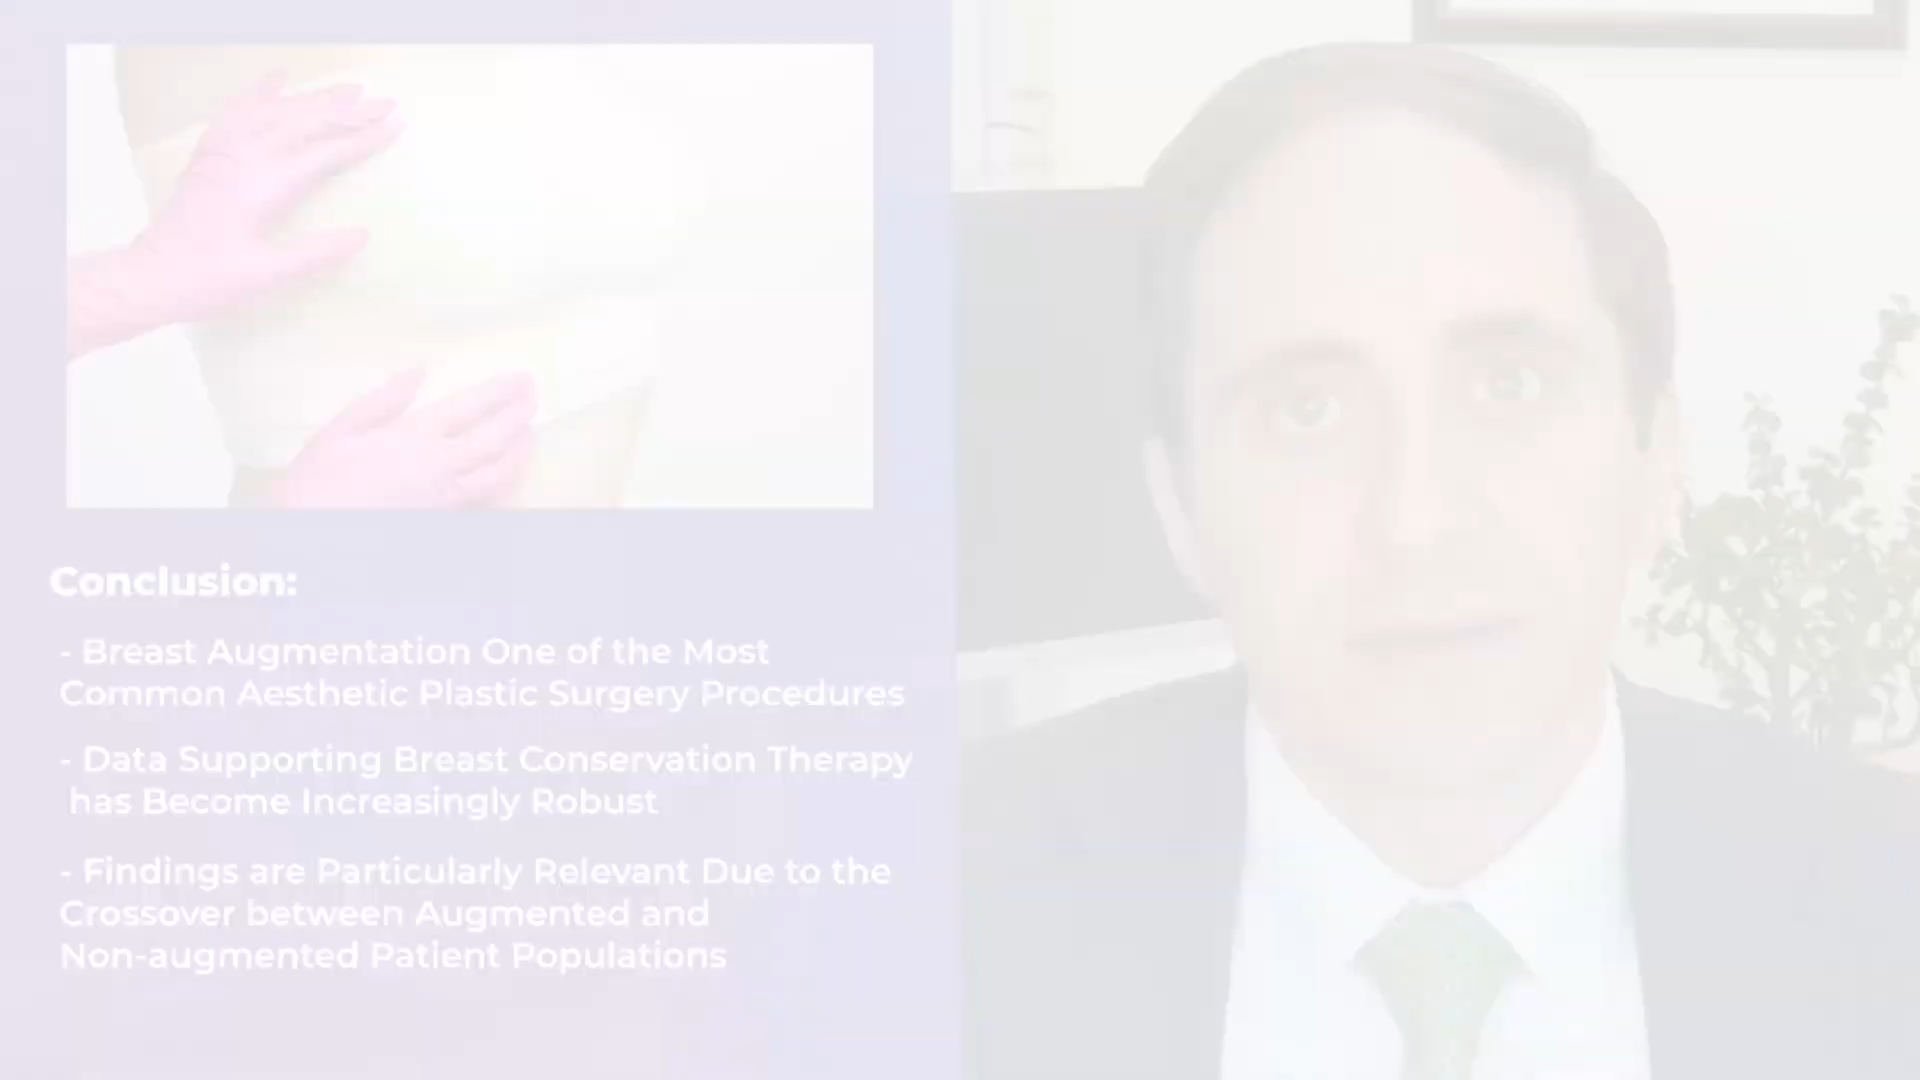 Conclusion:
- Breast Augmentation One of the Most
Common Aesthetic Plastic Surgery Procedures
- Data Supporting Breast Conservation Therapy
has Become Increasingly Robust
- Findings are Particularly Relevant Due to the
Crossover between Augmented and
Non-augmented Patient Populations